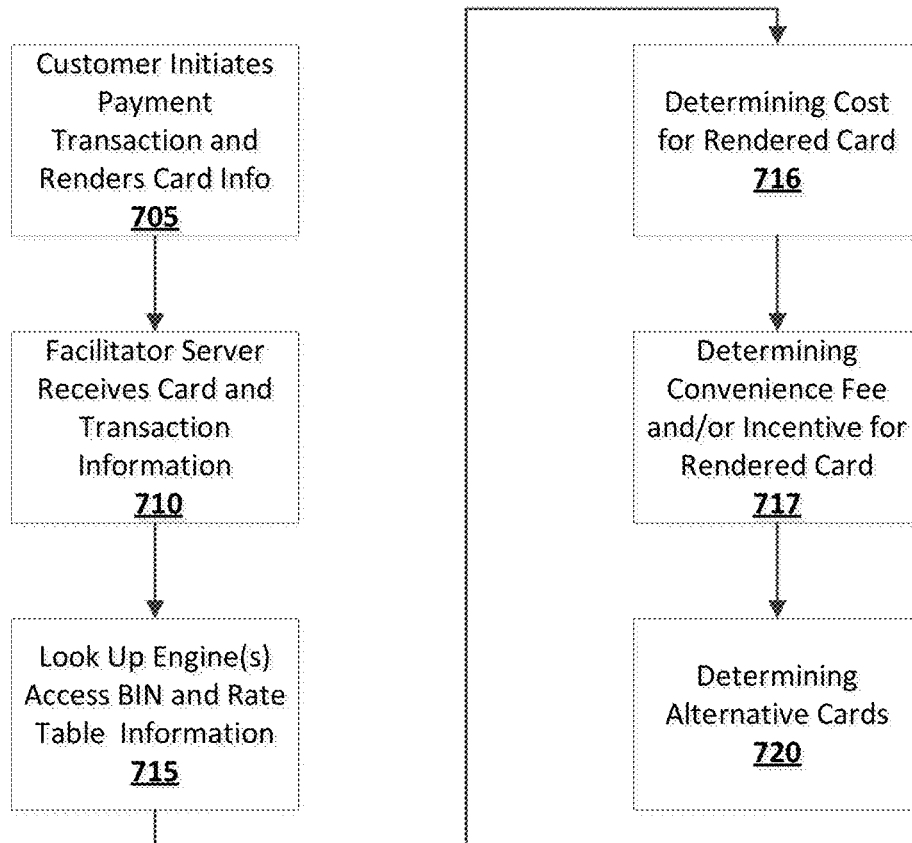 Customer Initiates
Payment
Transaction and
Renders Card Info
705
Facilitator Server
Receives Card and
Transaction
Information
710
Look Up Engine(s)
Access BIN and Rate
Table Information
715
Determining Cost
for Rendered Card
716
Determining
Convenience Fee
and/or Incentive for
Rendered Card
717
Determining
Alternative Cards
720